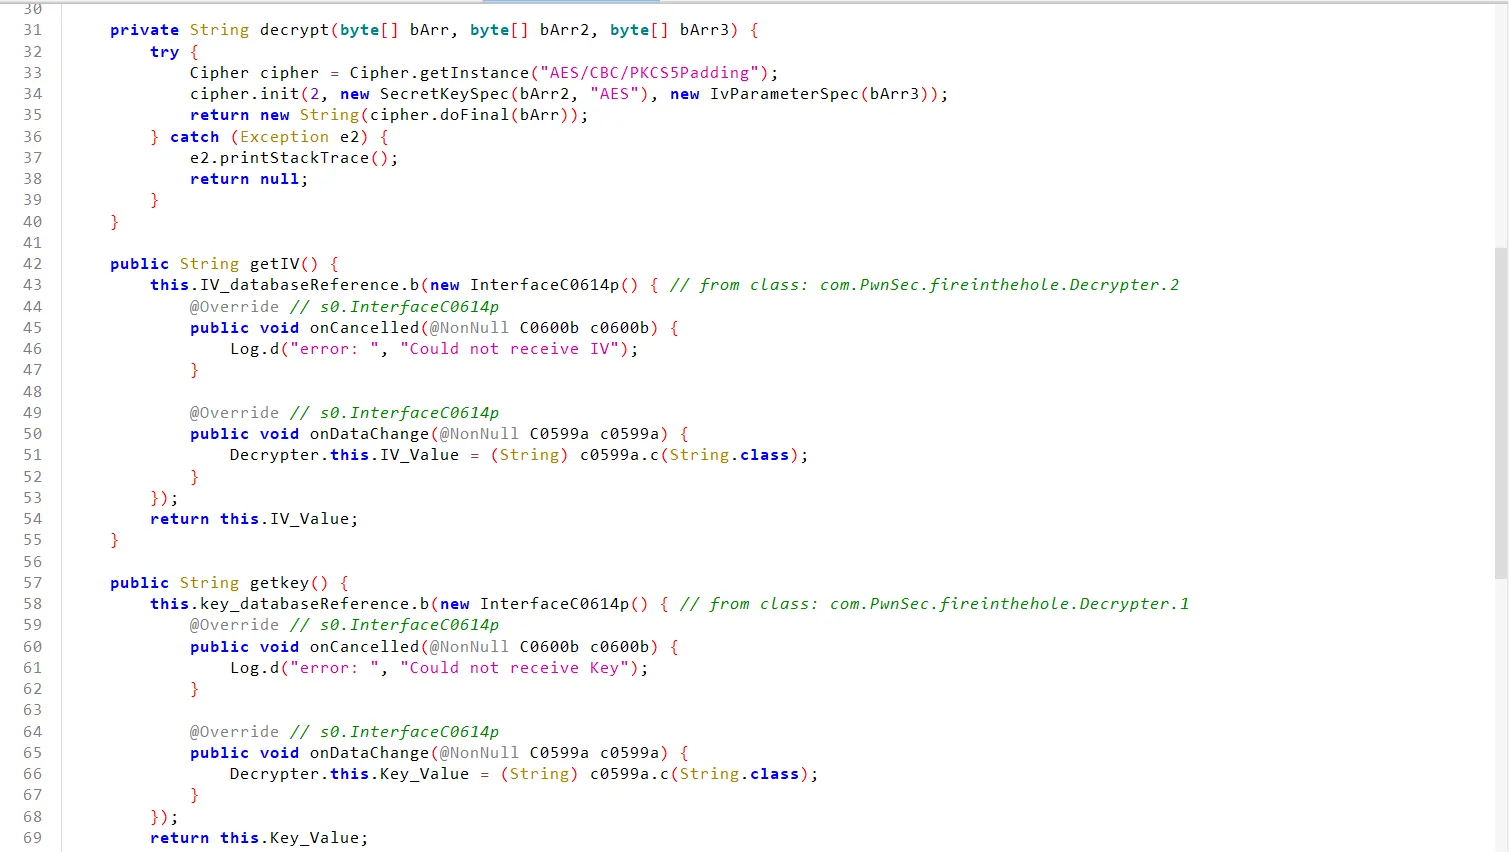 30
31 private String decrypt(byte[] bArr, byte[] bArr2, byte[] bArr3) {
32 try {
33 Cipher cipher = Cipher.getInstance("AES/CBC/PKCS5Padding");
34 cipher.init(2, new SecretKeySpec(bArr2, "AES"), new IvParameterSpec(bArr3));
35 return new String(cipher.doFinal(bArr));
36 } catch (Exception e2) {
37 e2.printStackTrace();
38 return null;
39 }
40 }
41
42 public String getIV() {
43 this.IV_databaseReference.b(new InterfaceC0614p() { // from class: com.PwnSec.fireinthehole.Decrypter.2
44 @Override // s0.InterfaceC0614p
45 public void onCancelled(@NonNull C0600b c0600b) {
46 Log.d("error: ", "Could not receive IV");
47 }
48
49 @Override // s0.InterfaceC0614p
50 public void onDataChange(@NonNull C0599a c0599a) {
51 Decrypter.this.IV_Value = (String) c0599a.c(String.class);
52 }
53 });
54 return this.IV_Value;
55 }
56
57 public String getkey() {
58 this.key_databaseReference.b(new InterfaceC0614p() { // from class: com.PwnSec.fireinthehole.Decrypter.1
59 @Override // s0.InterfaceC0614p
60 public void onCancelled(@NonNull C0600b c0600b) {
61 Log.d("error: ", "Could not receive Key");
62 }
63
64 @Override // s0.InterfaceC0614p
65 public void onDataChange(@NonNull C0599a c0599a) {
66 Decrypter.this.Key_Value = (String) c0599a.c(String.class);
67 }
68 });
69 return this.Key_Value;